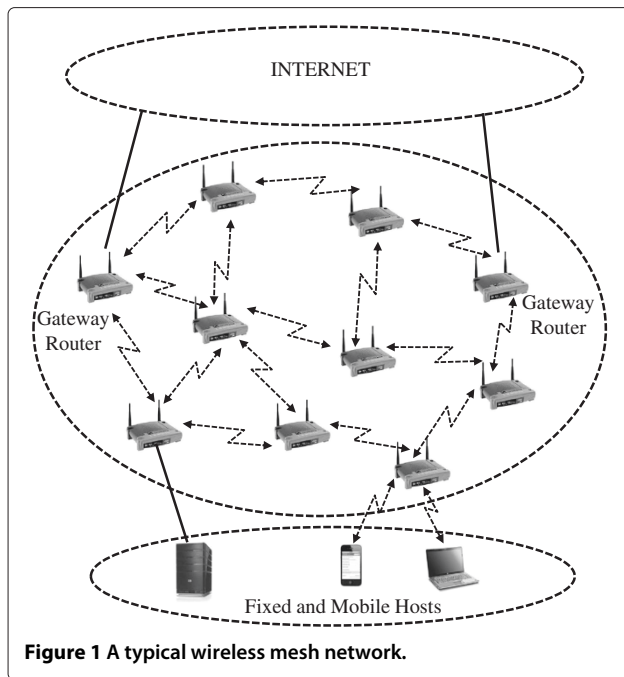 INTERNET
Gateway
Router
Gateway
Router
Fixed and Mobile Hosts
Figure 1 A typical wireless mesh network.